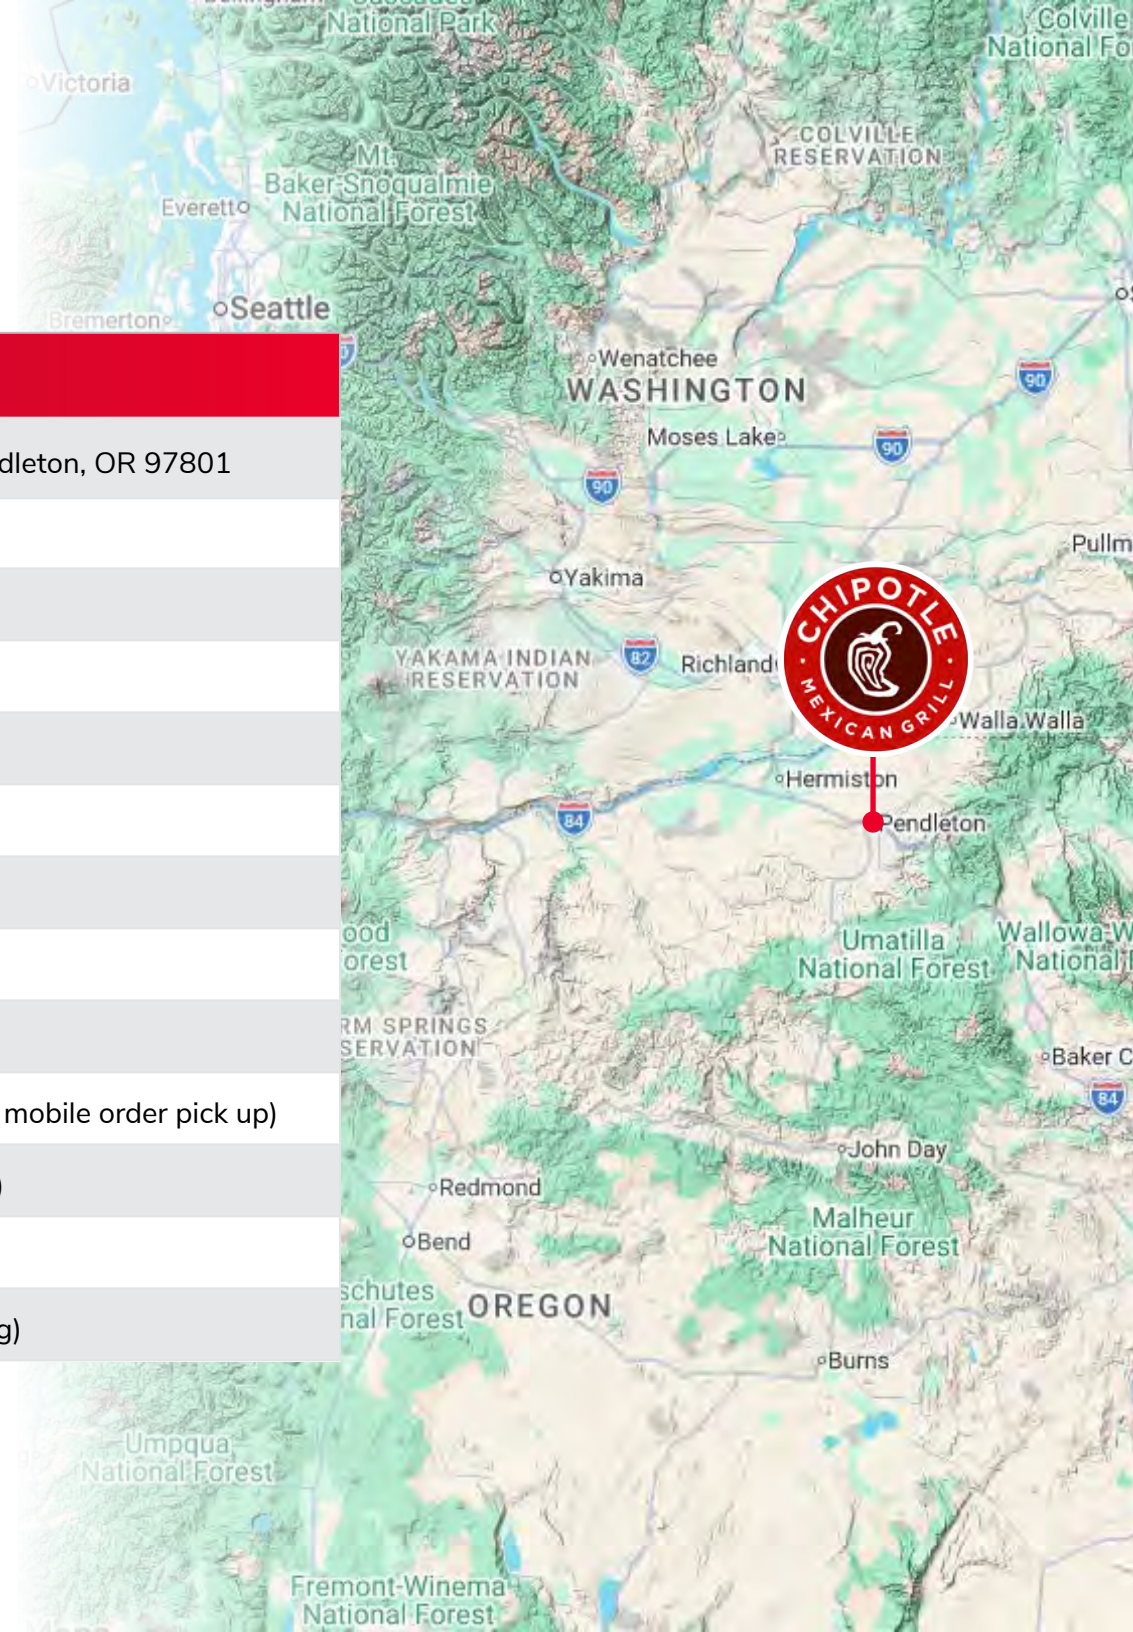 National Park
Colville
National Fo
Victoria
COLVILLE
RESERVATION
Mt.
Baker-Snoqualmie
National Forest
Everett
Seattle
Bremerton
Wenatchee
WASHINGTON
90
Moses Lake
90
dleton, OR 97801
90
Pullm
Yakima
CHIPOTLE
MEXICAN GRILL
YAKAMA INDIAN
RESERVATION
82
Richland
Walla Walla
Hermiston
84
Pendleton
ood
orest
Umatilla
National Forest
Wallowa-W
National F
RM SPRINGS
SERVATION
Baker C
84
mobile order pick up)
)
John Day
Redmond
Malheur
National Forest
Bend
schutes
nal Forest
OREGON
g)
Burns
Umpqua
National Forest
Fremont-Winema
National Forest